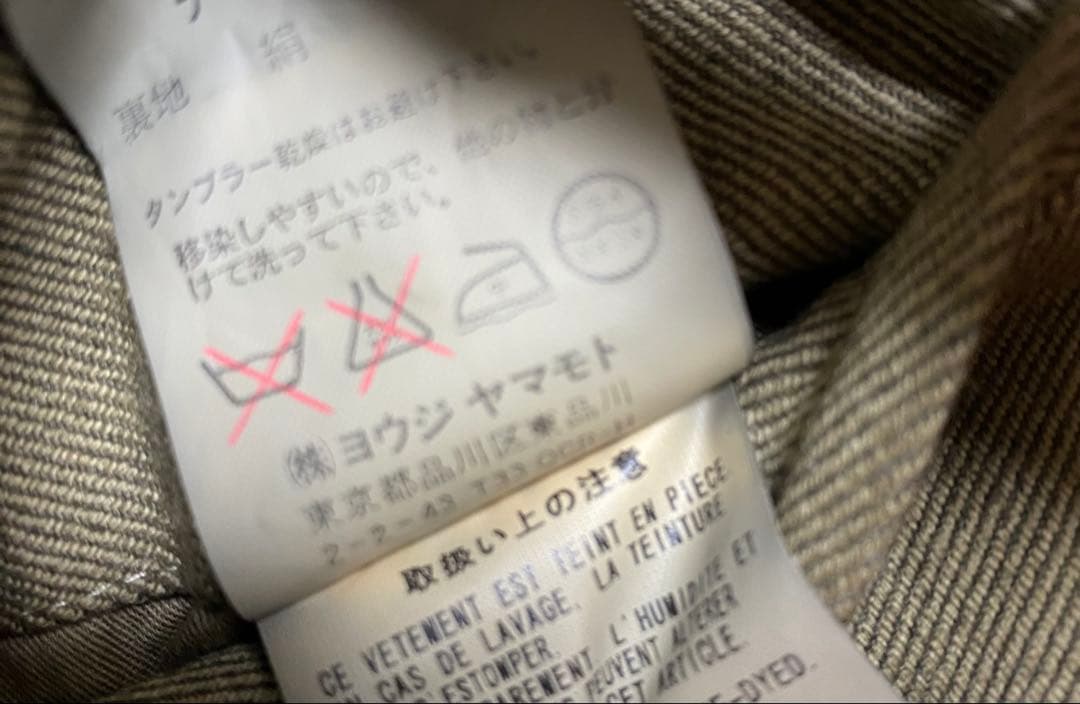 裏地 絹
タンブラー乾燥はお避け下さい。
移染しやすいので、他の物と分
けて洗って下さい。
㈱ヨウジ ヤマモト
東京都品川区東品川
2-2-43
取扱い上の注意
CE VETEMENT EST TEINT EN PIECE
EN CAS DE LAVAGE, LA TEINTURE
ESTOMPER.
L'HUMIDITE ET
PEUVENT ALTERER
CET ARTICLE.
E-DYED.